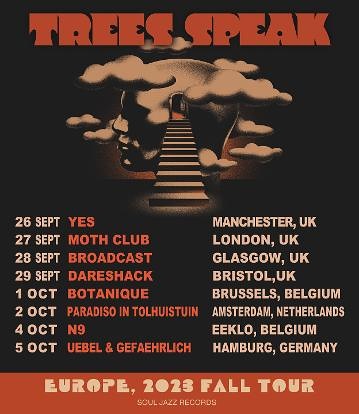 TREES SPEAK
26 SEPT YES MANCHESTER, UK
27 SEPT MOTH CLUB LONDON, UK
28 SEPT BROADCAST GLASGOW, UK
29 SEPT DARESHACK BRISTOL,UK
1 OCT BOTANIQUE BRUSSELS, BELGIUM
2 OCT PARADISO IN TOLHUISTUIN AMSTERDAM, NETHERLANDS
4 OCT N9 EEKLO, BELGIUM
5 OCT UEBEL & GEFAEHRLICH HAMBURG, GERMANY
EUROPE, 2023 FALL TOUR
SOUL JAZZ RECORDS